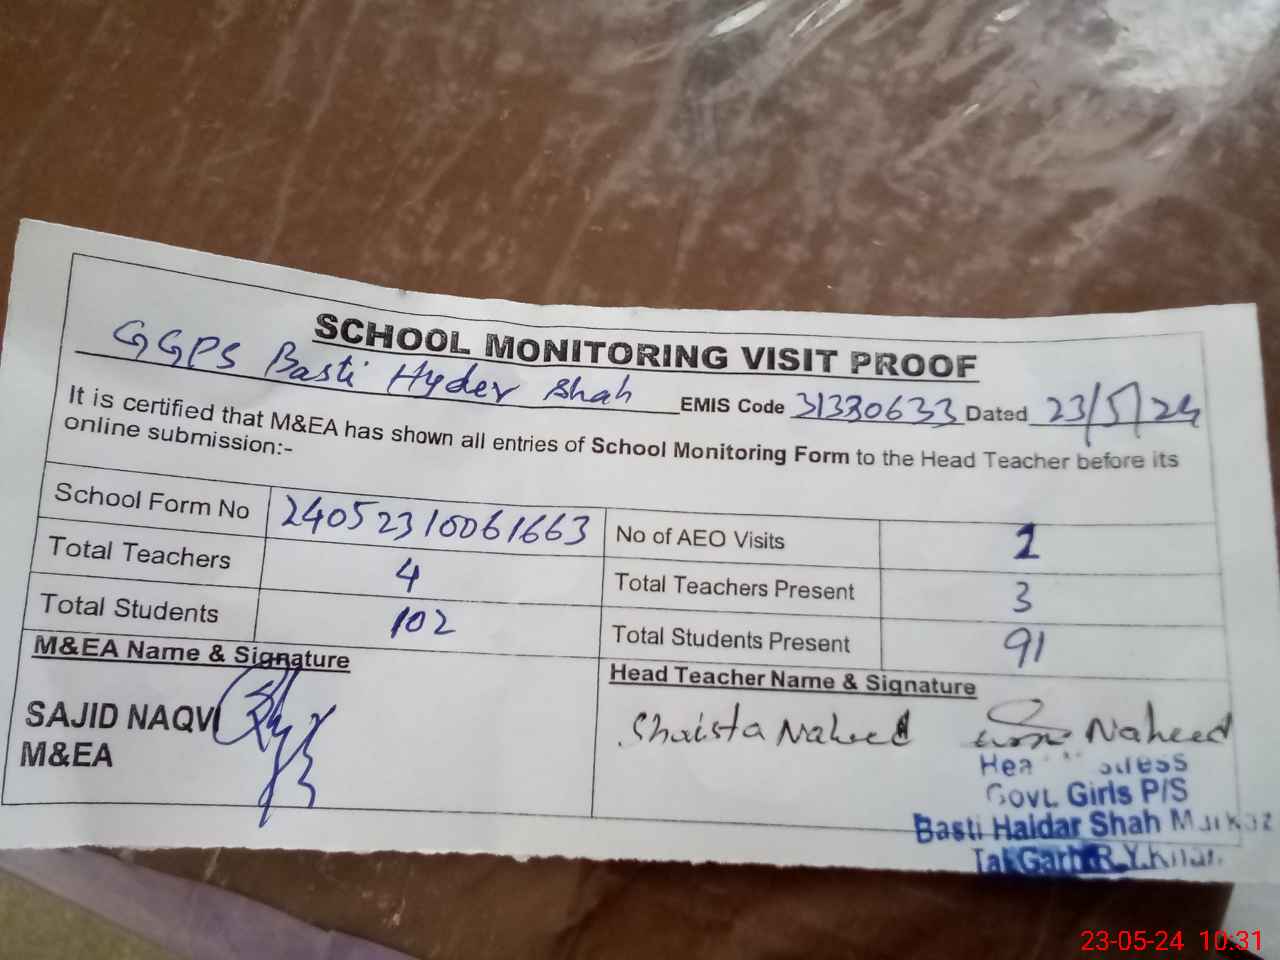 SCHOOL MONITORING VISIT PROOF
GGPS Basti Hyder Shah EMIS Code 31330633 Dated 23/5/24
It is certified that M&EA has shown all entries of School Monitoring Form to the Head Teacher before its
online submission:-
School Form No 24052310061663 No of AEO Visits 1
Total Teachers 4 Total Teachers Present 3
Total Students 102 Total Students Present 91
M&EA Name & Signature
Head Teacher Name & Signature
SAJID NAQVI
M&EA
Shaista Naheed Naheed
Govt. Girls P/S
Basti Haidar Shah Markaz
Garh R.Y.Khan.
23-05-24 10:31